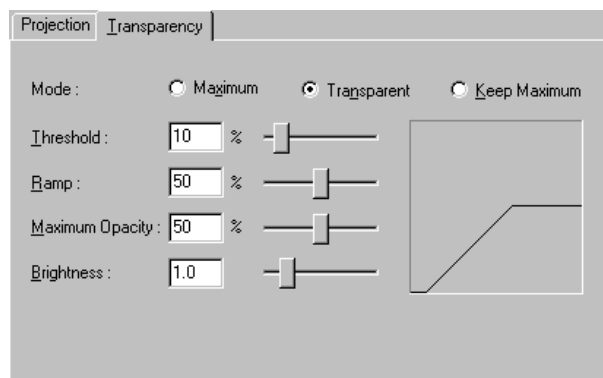 Projection Transparency
Mode : Maximum Transparent Keep Maximum
Threshold : 10 %
Ramp : 50 %
Maximum Opacity : 50 %
Brightness : 1.0